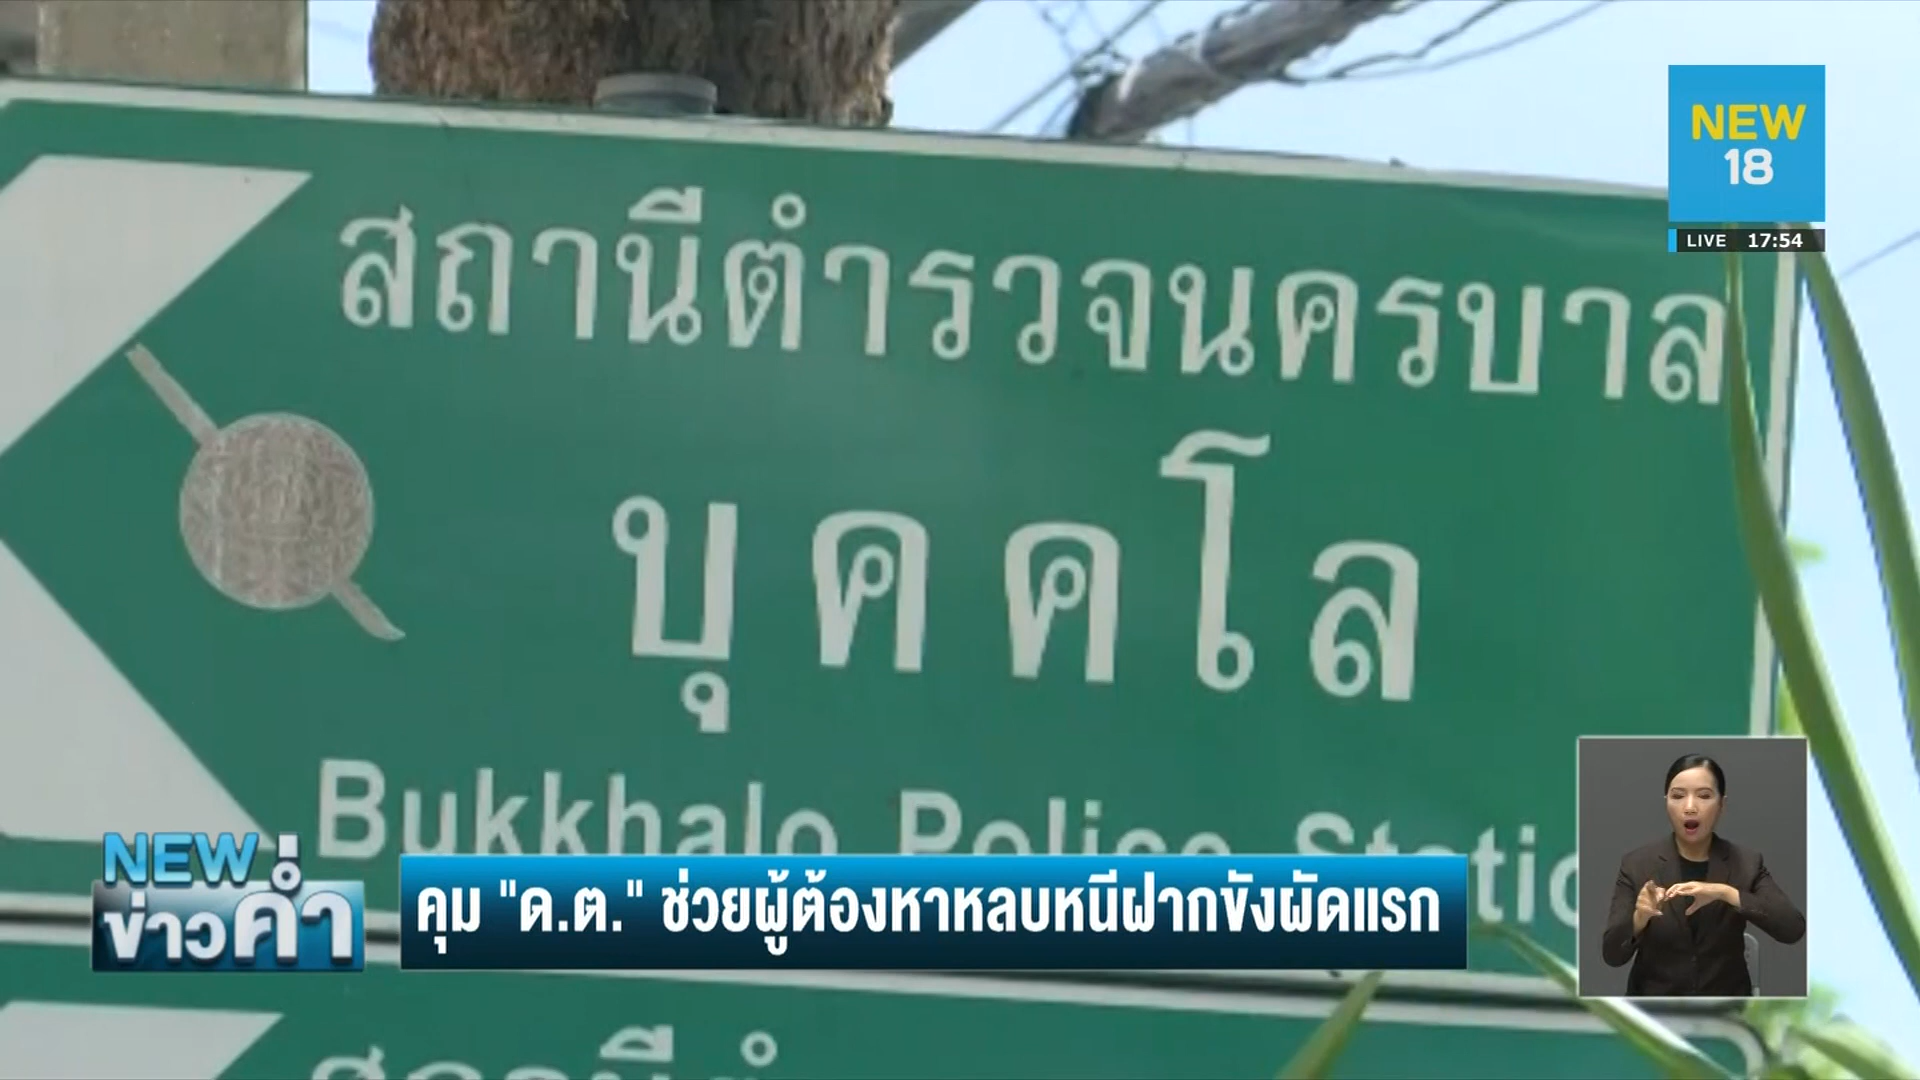 NEW
18
LIVE 17:54
สถานีตำรวจนครบาล
บุคคโล
Bukkhalo Police Statio
NEW
ข่าวค่ำ
คุม "ด.ต." ช่วยผู้ต้องหาหลบหนีฝากขังผัดแรก